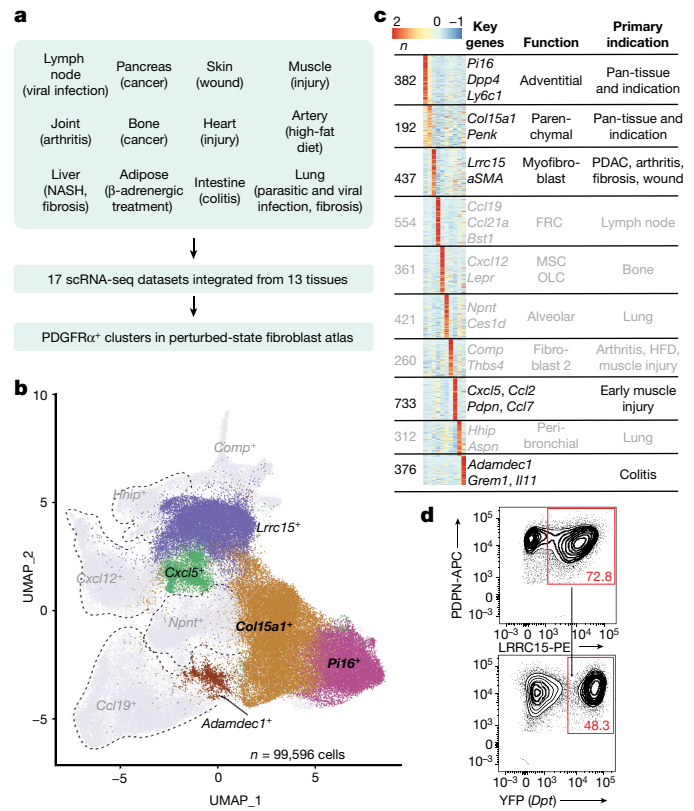 a
Lymph
node
(viral infection)
Pancreas
(cancer)
Skin
(wound)
Muscle
(injury)
Joint
(arthritis)
Bone
(cancer)
Heart
(injury)
Artery
(high-fat
diet)
Liver
(NASH,
fibrosis)
Adipose
(β-adrenergic
treatment)
Intestine
(colitis)
Lung
(parasitic and viral
infection, fibrosis)
17 scRNA-seq datasets integrated from 13 tissues
PDGFRα+ clusters in perturbed-state fibroblast atlas
b
UMAP_2
10
5
0
−5
Comp+
Hhip+
Lrrc15+
Cxcl12+
Cxcl5+
Npnt+
Col15a1+
Pi16+
Ccl19+
Adamdec1+
n = 99,596 cells
−5
0
5
UMAP_1
c
2 0 −1
n
Key
genes
Function
Primary
indication
382
Pi16
Dpp4
Ly6c1
Adventitial
Pan-tissue
and indication
192
Col15a1
Penk
Paren-
chymal
Pan-tissue and
indication
437
Lrrc15
aSMA
Myofibro-
blast
PDAC, arthritis,
fibrosis, wound
554
Ccl19
Ccl21a
Bst1
FRC
Lymph node
361
Cxcl12
Lepr
MSC
OLC
Bone
421
Npnt
Ces1d
Alveolar
Lung
260
Comp
Thbs4
Fibro-
blast 2
Arthritis, HFD,
muscle injury
733
Cxcl5, Ccl2
Pdpn, Ccl7
Early muscle
injury
312
Hhip
Aspn
Peri-
bronchial
Lung
376
Adamdec1
Grem1, Il11
Colitis
d
PDPN-APC
10⁵
10⁴
10³
0
−10³
72.8
−10³ 0 10³ 10⁴ 10⁵
LRRC15-PE
10⁵
10⁴
10³
0
−10³
48.3
−10³ 0 10³ 10⁴ 10⁵
YFP (Dpt)